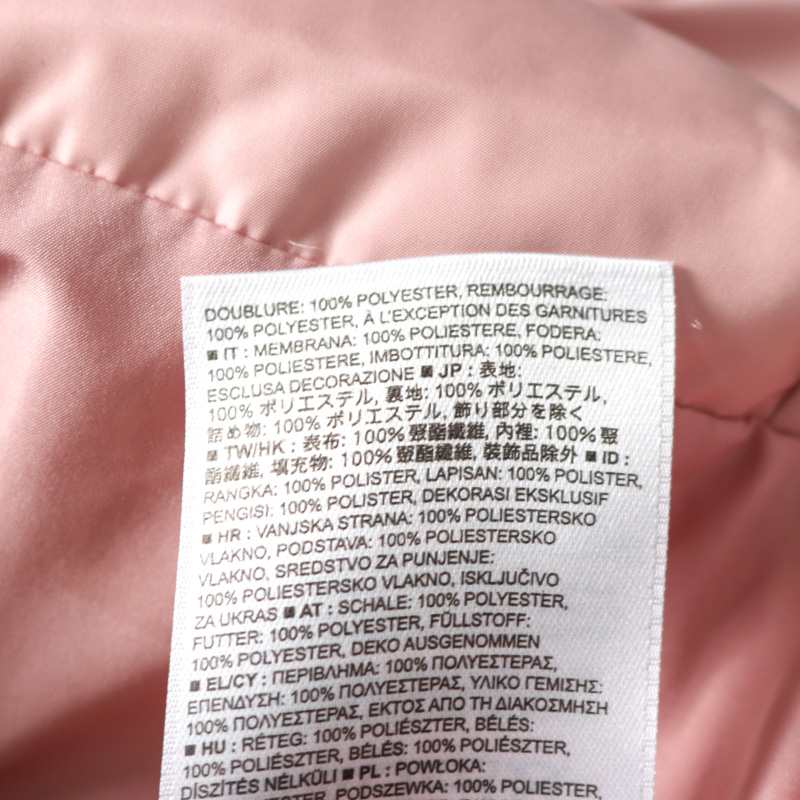 DOUBLURE: 100% POLYESTER, REMBOURRAGE:
100% POLYESTER, À L'EXCEPTION DES GARNITURES
■ IT : MEMBRANA: 100% POLIESTERE, FODERA:
100% POLIESTERE, IMBOTTITURA: 100% POLIESTERE,
ESCLUSA DECORAZIONE ■ JP : 表地:
100% ポリエステル, 裏地: 100% ポリエステル,
詰め物: 100% ポリエステル, 飾り部分を除く
■ TW/HK : 表布: 100% 聚酯纖維, 內裡: 100% 聚
酯纖維, 填充物: 100% 聚酯纖維, 裝飾品除外 ■ ID :
RANGKA: 100% POLISTER, LAPISAN: 100% POLISTER,
PENG(ISI): 100% POLISTER, DEKORASI EKSKLUSIF
■ HR : VANJSKA STRANA: 100% POLIESTERSKO
VLAKNO, PODSTAVA: 100% POLIESTERSKO
VLAKNO, SREDSTVO ZA PUNJENJE:
100% POLIESTERSKO VLAKNO, ISKLJUČIVO
ZA UKRAS ■ AT : SCHALE: 100% POLYESTER,
FUTTER: 100% POLYESTER, FÜLLSTOFF:
100% POLYESTER, DEKO AUSGENOMMEN
■ EL/CY : ΠΕΡΙΒΛΗΜΑ: 100% ΠΟΛΥΕΣΤΕΡΑΣ,
ΕΠΕΝΔΥΣΗ: 100% ΠΟΛΥΕΣΤΕΡΑΣ, ΥΛΙΚΟ ΓΕΜΙΣΗΣ:
100% ΠΟΛΥΕΣΤΕΡΑΣ, ΕΚΤΟΣ ΑΠΟ ΤΗ ΔΙΑΚΟΣΜΗΣΗ
■ HU : RÉTEG: 100% POLIÉSZTER, BÉLÉS:
100% POLIÉSZTER, BÉLÉS: 100% POLIÉSZTER,
DÍSZÍTÉS NÉLKÜLI ■ PL : POWŁOKA:
POLIESTER, PODSZEWKA: 100% POLIESTER,